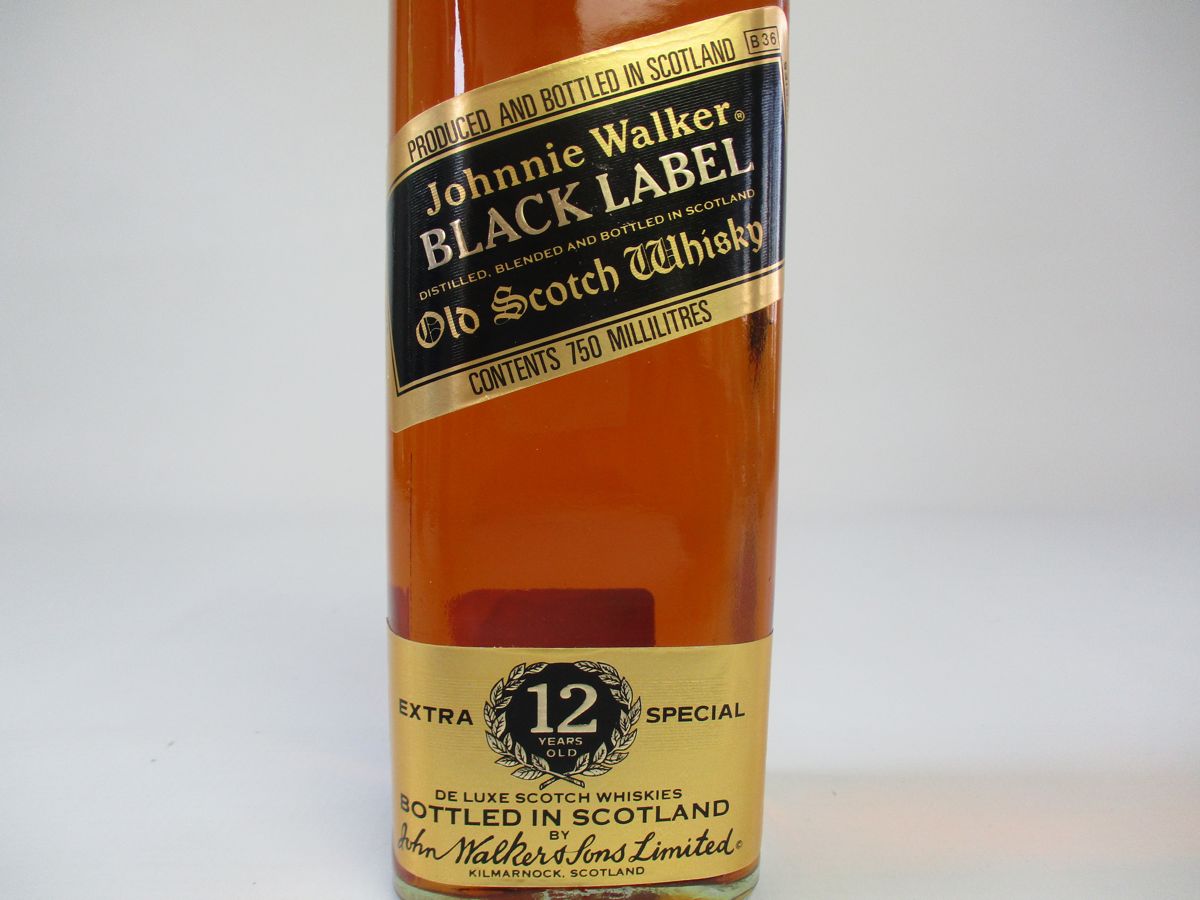 PRODUCED AND BOTTLED IN SCOTLAND
B36
Johnnie Walker®
BLACK LABEL
DISTILLED, BLENDED AND BOTTLED IN SCOTLAND
Old Scotch Whisky
CONTENTS 750 MILLILITRES
EXTRA 12 SPECIAL
YEARS
OLD
DE LUXE SCOTCH WHISKIES
BOTTLED IN SCOTLAND
BY
John Walker & Sons Limited ©
KILMARNOCK, SCOTLAND